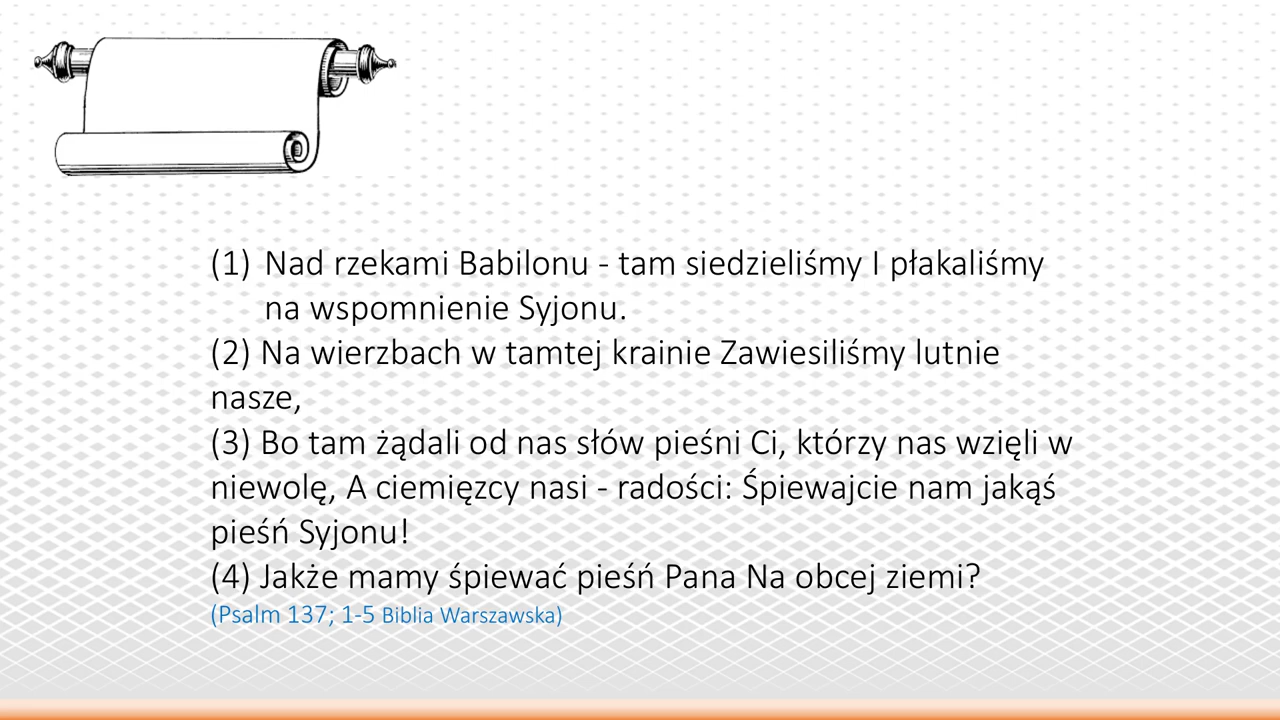 (1) Nad rzekami Babilonu - tam siedzieliśmy I płakaliśmy
na wspomnienie Syjonu.
(2) Na wierzbach w tamtej krainie Zawiesiliśmy lutnie
nasze,
(3) Bo tam żądali od nas słów pieśni Ci, którzy nas wzięli w
niewolę, A ciemięzcy nasi - radości: Śpiewajcie nam jakąś
pieśń Syjonu!
(4) Jakże mamy śpiewać pieśń Pana Na obcej ziemi?
(Psalm 137; 1-5 Biblia Warszawska)